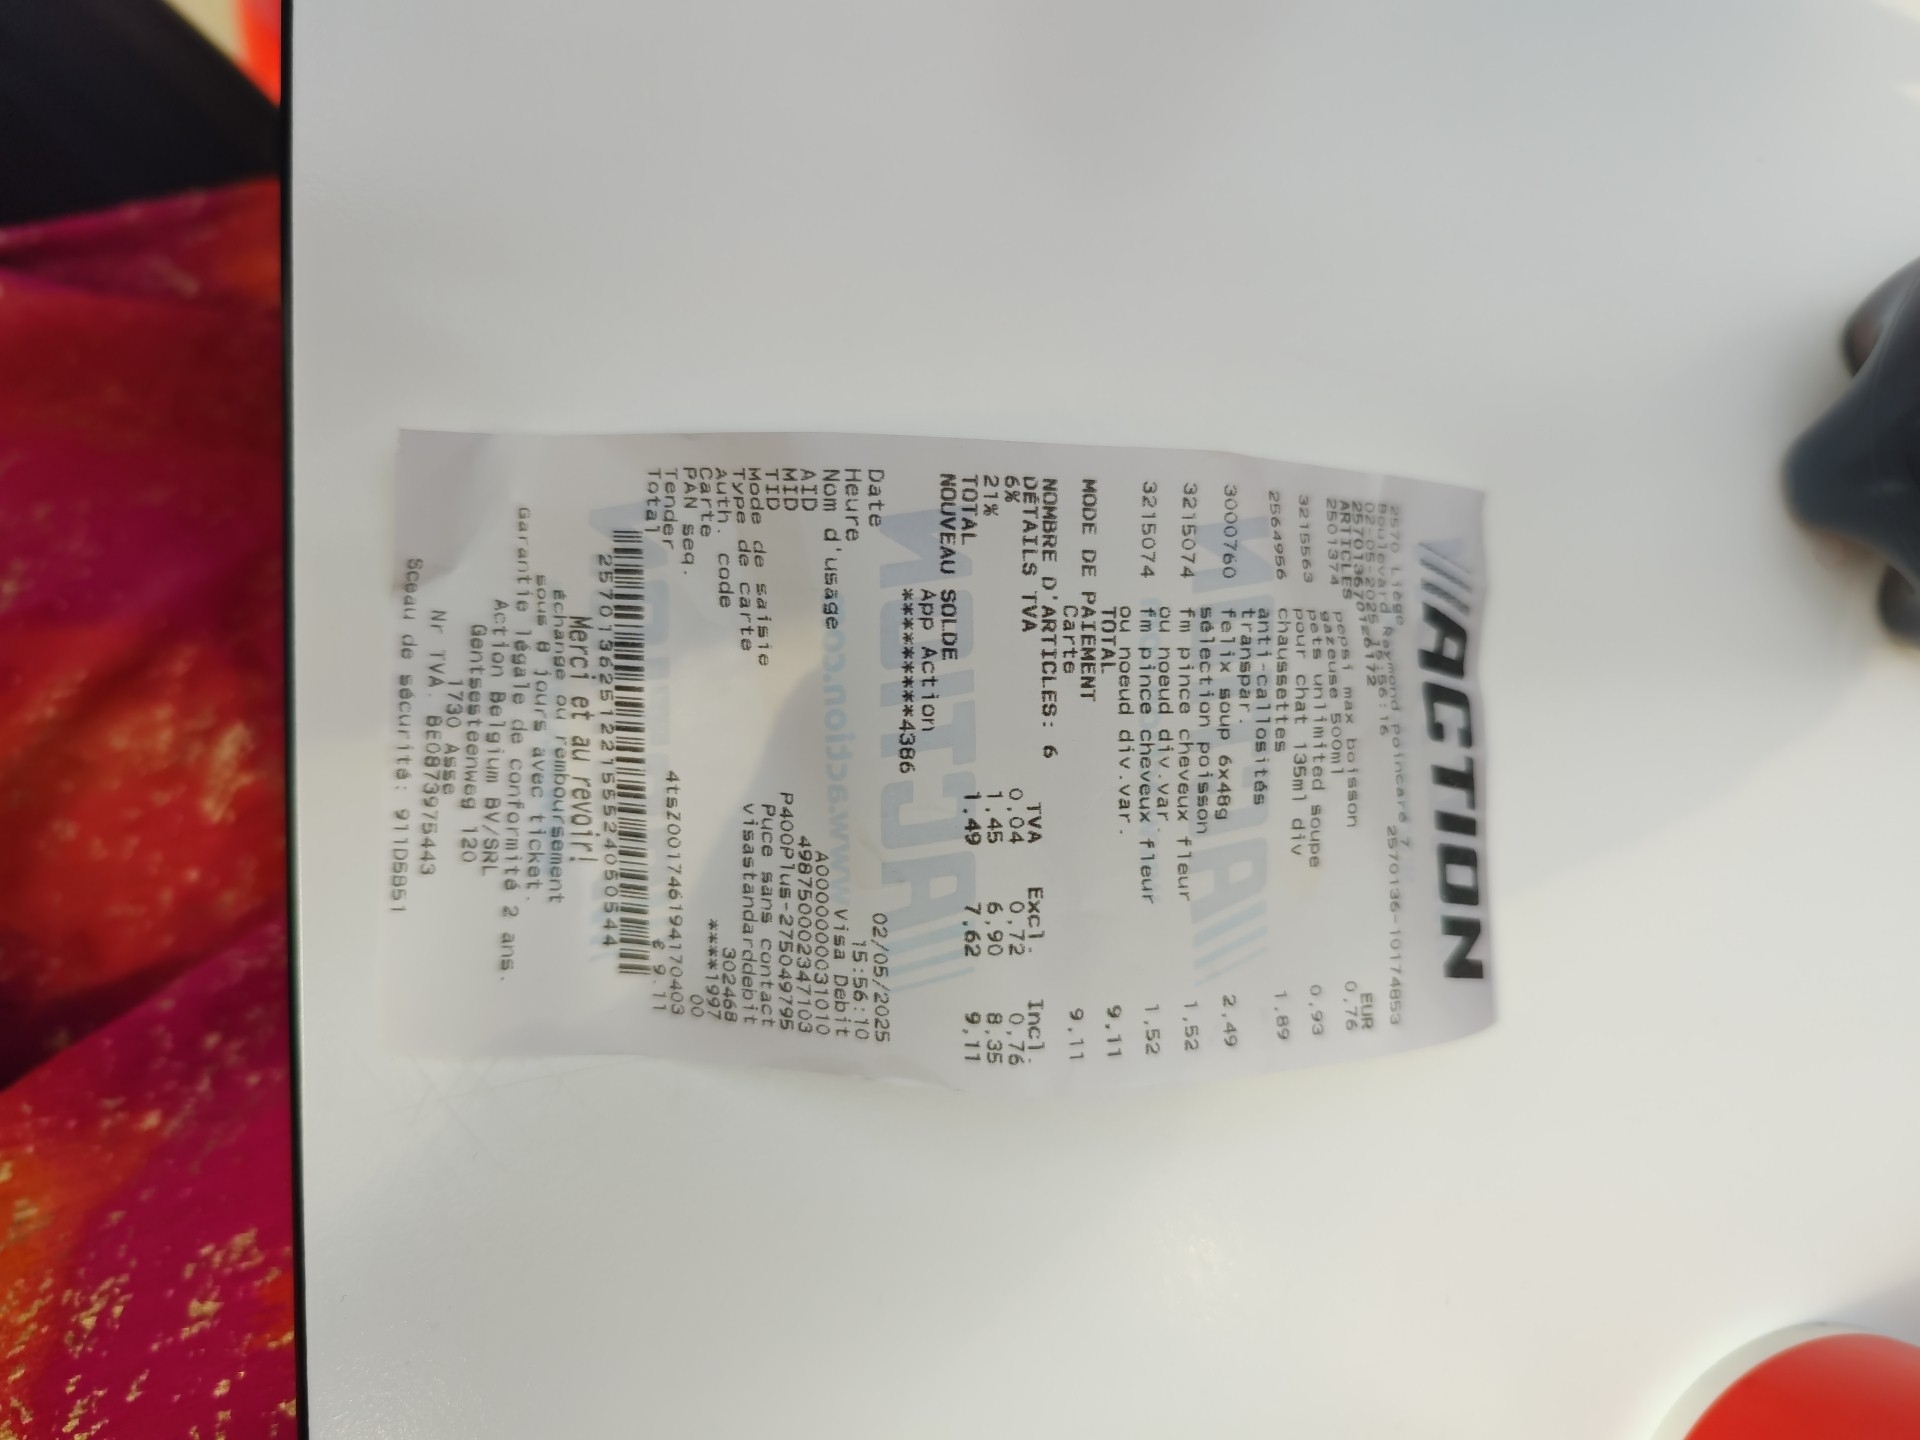 ACTION
2570 Liège 2570136-10174853
Boulevard Raymond Poincaré 7
02-05-2025 15:56:16
ARTICLES EUR
2501374 pepsi max boisson 0,76
gazeuse 500ml
3215563 pets unlimited soupe 0,93
pour chat 135ml div
2564956 chaussettes 1,89
anti-callosités
transpar.
3000760 felix soup 6x48g 2,49
sélection poisson
3215074 fm pince cheveux fleur 1,52
ou noeud div.var.
3215074 fm pince cheveux fleur 1,52
ou noeud div.var.
TOTAL 9,11
MODE DE PAIEMENT
Carte 9,11
NOMBRE D'ARTICLES: 6
DÉTAILS TVA TVA Excl. Incl.
6% 0,04 0,72 0,76
21% 1,45 6,90 8,35
TOTAL 1,49 7,62 9,11
NOUVEAU SOLDE
App Action
Date 02/05/2025
Heure 15:56:10
Nom d'usage Visa Debit
AID A0000000031010
MID 498750002347103
TID P400Plus-275049795
Mode de saisie Puce sans contact
Type de carte visastandarddebit
Auth. code 302468
Carte ****1997
PAN seq. 00
Tender 4tsZ001746194170403
Total € 9.11
Merci et au revoir!
échange ou remboursement
sous 8 jours avec ticket.
Garantie légale de conformité 2 ans.
Action Belgium BV/SRL
Gentsesteenweg 120
1730 Asse
Nr TVA. BE0873975443